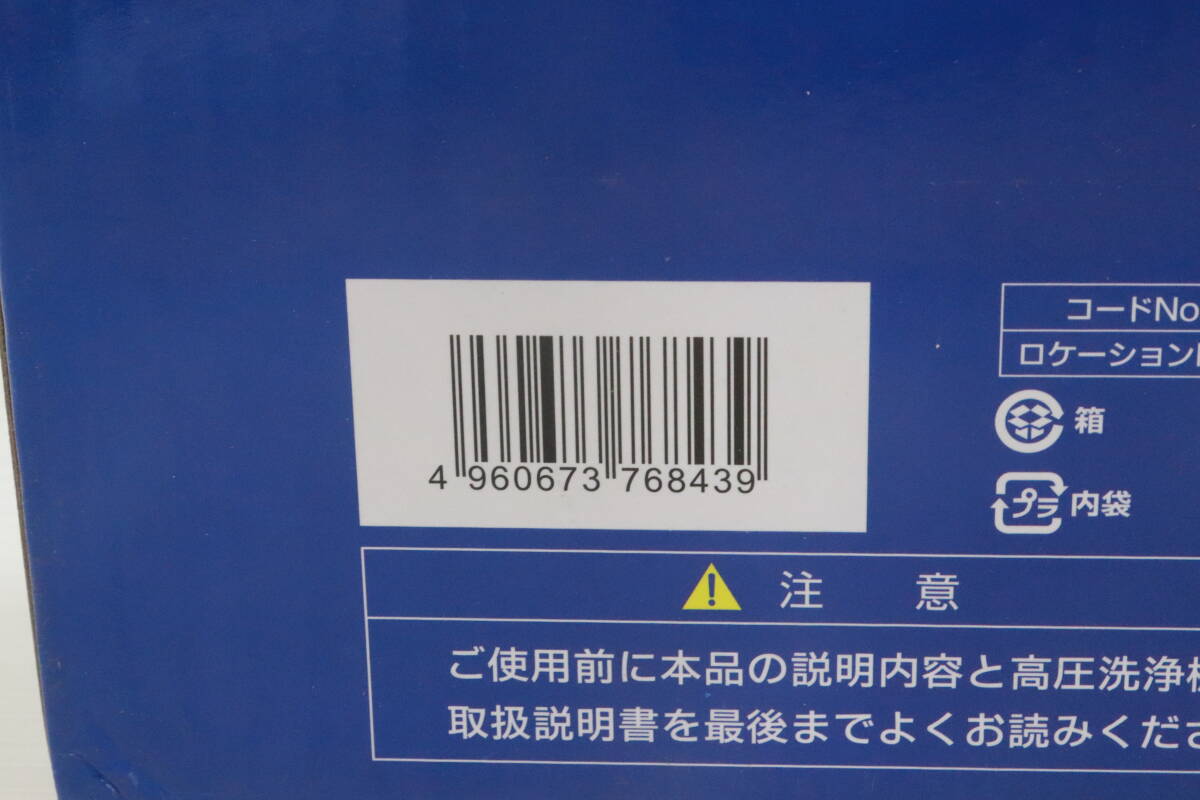 4 960673 768439
コードNo
ロケーション
箱
プラ 内袋
注 意
ご使用前に本品の説明内容と高圧洗浄
取扱説明書を最後までよくお読みくださ